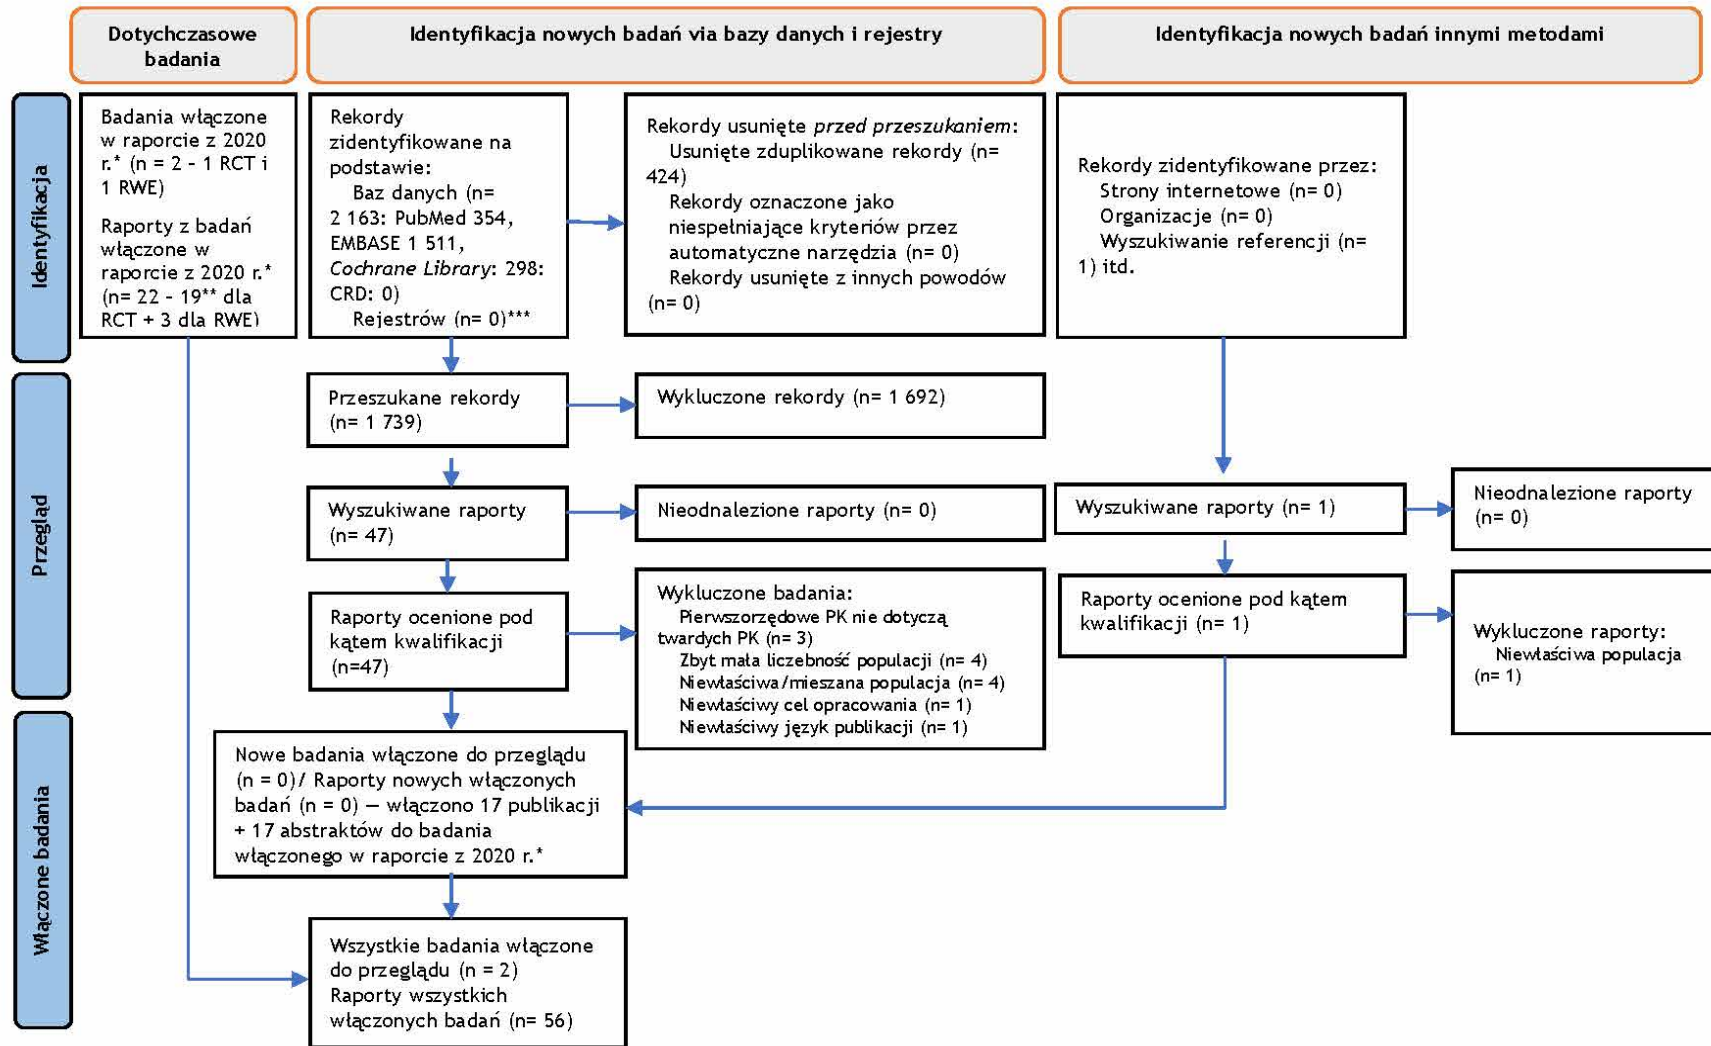 Dotychczasowe
badania
Identyfikacja nowych badań via bazy danych i rejestry
Identyfikacja nowych badań innymi metodami
Identyfikacja
Badania włączone
w raporcie z 2020
r.* (n = 2 - 1 RCT i
1 RWE)
Raporty z badań
włączone w
raporcie z 2020 r.*
(n= 22 - 19** dla
RCT + 3 dla RWE)
Rekordy
zidentyfikowane na
podstawie:
Baz danych (n=
2 163: PubMed 354,
EMBASE 1 511,
Cochrane Library: 298:
CRD: 0)
Rejestrów (n= 0)***
Rekordy usunięte przed przeszukaniem:
Usunięte zduplikowane rekordy (n=
424)
Rekordy oznaczone jako
niespełniające kryteriów przez
automatyczne narzędzia (n= 0)
Rekordy usunięte z innych powodów
(n= 0)
Rekordy zidentyfikowane przez:
Strony internetowe (n= 0)
Organizacje (n= 0)
Wyszukiwanie referencji (n=
1) itd.
Przegląd
Przeszukane rekordy
(n= 1 739)
Wykluczone rekordy (n= 1 692)
Wyszukiwane raporty
(n= 47)
Nieodnalezione raporty (n= 0)
Wyszukiwane raporty (n= 1)
Nieodnalezione raporty
(n= 0)
Raporty ocenione pod
kątem kwalifikacji
(n=47)
Wykluczone badania:
Pierwszorzędowe PK nie dotyczą
twardych PK (n= 3)
Zbyt mała liczebność populacji (n= 4)
Niewłaściwa/mieszana populacja (n= 4)
Niewłaściwy cel opracowania (n= 1)
Niewłaściwy język publikacji (n= 1)
Raporty ocenione pod kątem
kwalifikacji (n= 1)
Wykluczone raporty:
Niewłaściwa populacja
(n= 1)
Włączone badania
Nowe badania włączone do przeglądu
(n = 0)/ Raporty nowych włączonych
badań (n = 0) — włączono 17 publikacji
+ 17 abstraktów do badania
włączonego w raporcie z 2020 r.*
Wszystkie badania włączone
do przeglądu (n = 2)
Raporty wszystkich
włączonych badań (n= 56)